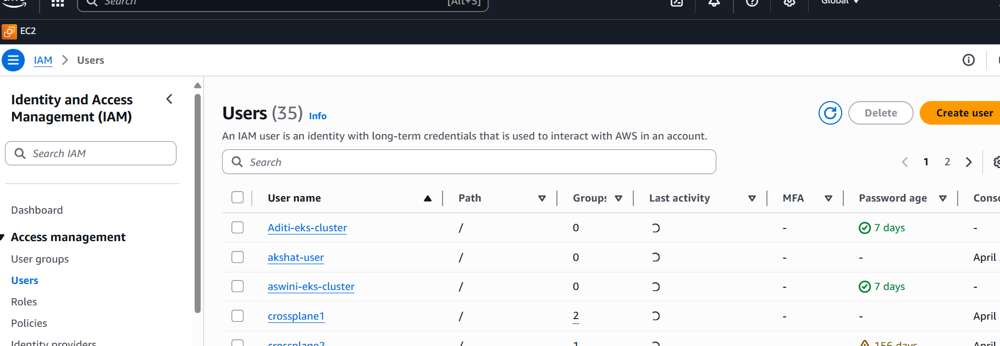 aws
Search
[Alt+S]
Global
EC2
IAM > Users
Identity and Access
Management (IAM)
Search IAM
Dashboard
Access management
User groups
Users
Roles
Policies
Identity providers
Users (35) Info
Delete
Create user
An IAM user is an identity with long-term credentials that is used to interact with AWS in an account.
Search
1 2
User name Path Groups Last activity MFA Password age Conso
Aditi-eks-cluster / 0 - 7 days -
akshat-user / 0 - - April
aswini-eks-cluster / 0 - 7 days -
crossplane1 / 2 - - April
crossplane2 / 1 - 156 days April